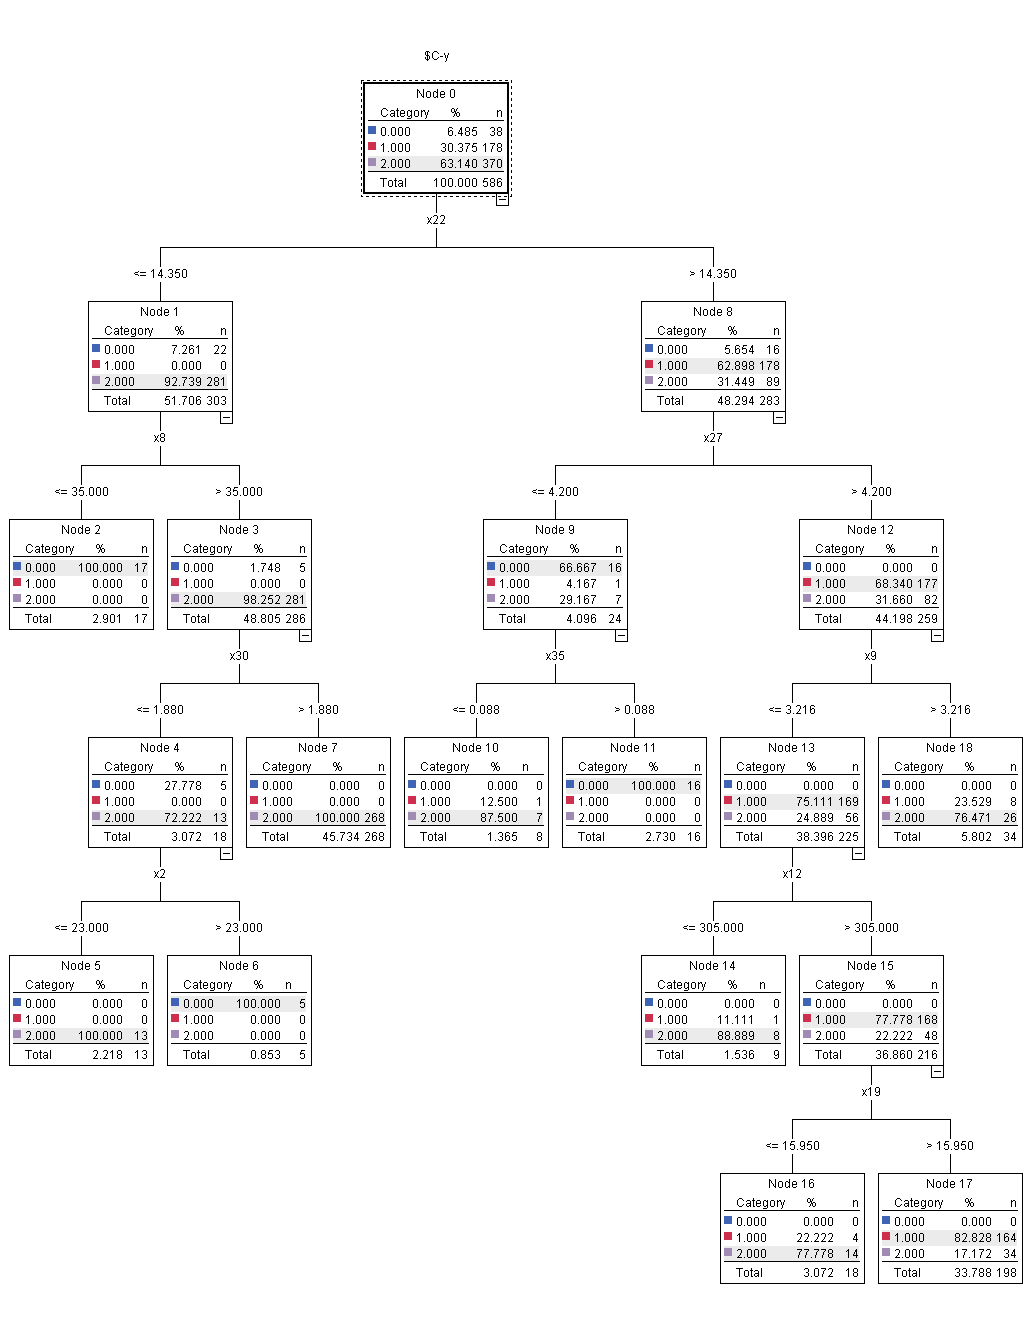 $C-y
Node 0
Category % n
0.000 6.485 38
1.000 30.375 178
2.000 63.140 370
Total 100.000 586
x22
<= 14.350
> 14.350
Node 1
Category % n
0.000 7.261 22
1.000 0.000 0
2.000 92.739 281
Total 51.706 303
Node 8
Category % n
0.000 5.654 16
1.000 62.898 178
2.000 31.449 89
Total 48.294 283
x8
x27
<= 35.000
> 35.000
<= 4.200
> 4.200
Node 2
Category % n
0.000 100.000 17
1.000 0.000 0
2.000 0.000 0
Total 2.901 17
Node 3
Category % n
0.000 1.748 5
1.000 0.000 0
2.000 98.252 281
Total 48.805 286
Node 9
Category % n
0.000 66.667 16
1.000 4.167 1
2.000 29.167 7
Total 4.096 24
Node 12
Category % n
0.000 0.000 0
1.000 68.340 177
2.000 31.660 82
Total 44.198 259
x30
x35
x9
<= 1.880
> 1.880
<= 0.088
> 0.088
<= 3.216
> 3.216
Node 4
Category % n
0.000 27.778 5
1.000 0.000 0
2.000 72.222 13
Total 3.072 18
Node 7
Category % n
0.000 0.000 0
1.000 0.000 0
2.000 100.000 268
Total 45.734 268
Node 10
Category % n
0.000 0.000 0
1.000 12.500 1
2.000 87.500 7
Total 1.365 8
Node 11
Category % n
0.000 100.000 16
1.000 0.000 0
2.000 0.000 0
Total 2.730 16
Node 13
Category % n
0.000 0.000 0
1.000 75.111 169
2.000 24.889 56
Total 38.396 225
Node 18
Category % n
0.000 0.000 0
1.000 23.529 8
2.000 76.471 26
Total 5.802 34
x2
x12
<= 23.000
> 23.000
<= 305.000
> 305.000
Node 5
Category % n
0.000 0.000 0
1.000 0.000 0
2.000 100.000 13
Total 2.218 13
Node 6
Category % n
0.000 100.000 5
1.000 0.000 0
2.000 0.000 0
Total 0.853 5
Node 14
Category % n
0.000 0.000 0
1.000 11.111 1
2.000 88.889 8
Total 1.536 9
Node 15
Category % n
0.000 0.000 0
1.000 77.778 168
2.000 22.222 48
Total 36.860 216
x19
<= 15.950
> 15.950
Node 16
Category % n
0.000 0.000 0
1.000 22.222 4
2.000 77.778 14
Total 3.072 18
Node 17
Category % n
0.000 0.000 0
1.000 82.828 164
2.000 17.172 34
Total 33.788 198